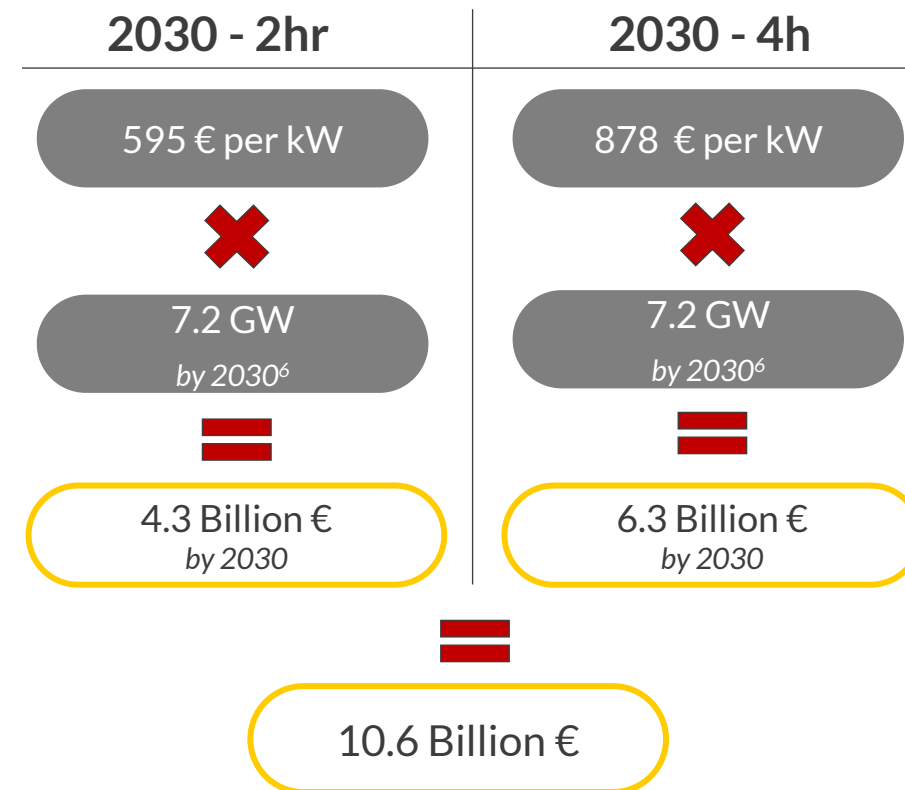 2030 - 2hr
595 € per kW
7.2 GW
by 2030⁶
4.3 Billion €
by 2030
2030 - 4h
878 € per kW
7.2 GW
by 2030⁶
6.3 Billion €
by 2030
10.6 Billion €